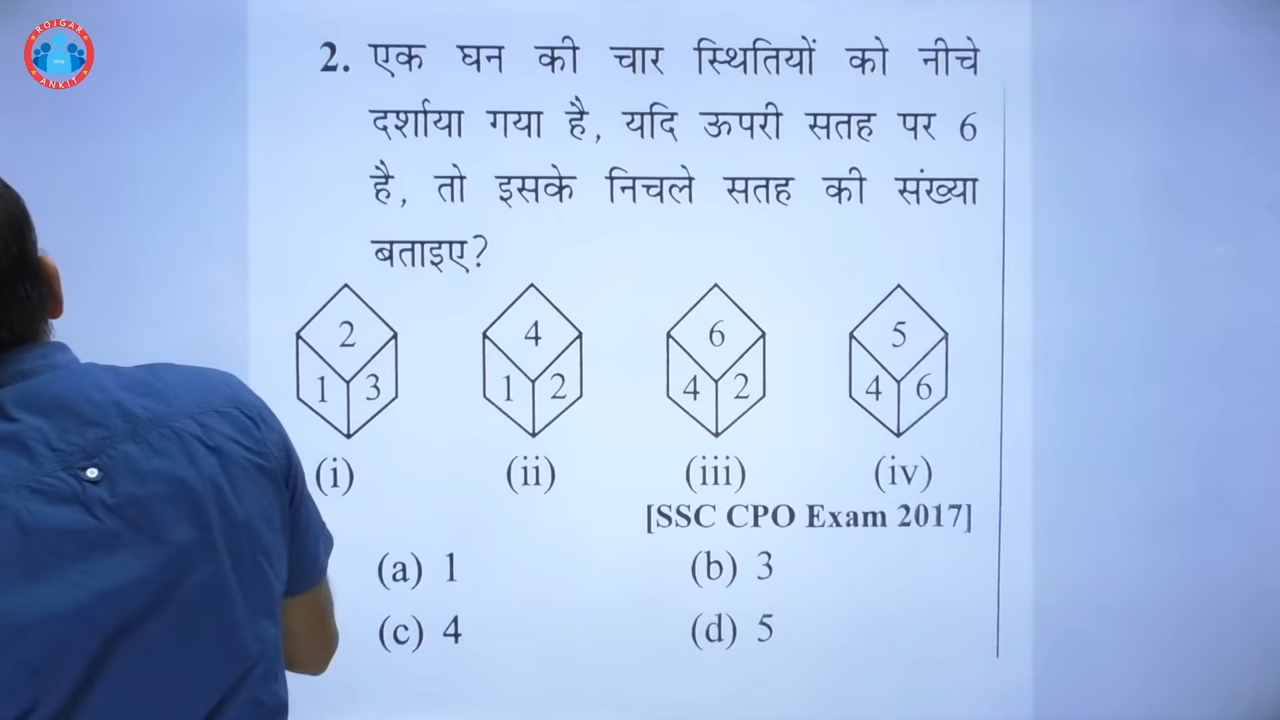 ROJGAR
ANKIT
2. एक घन की चार स्थितियों को नीचे
दर्शाया गया है, यदि ऊपरी सतह पर 6
है, तो इसके निचले सतह की संख्या
बताइए?
2 4 6 5
1 3 1 2 4 2 4 6
(i) (ii) (iii) (iv)
[SSC CPO Exam 2017]
(a) 1 (b) 3
(c) 4 (d) 5